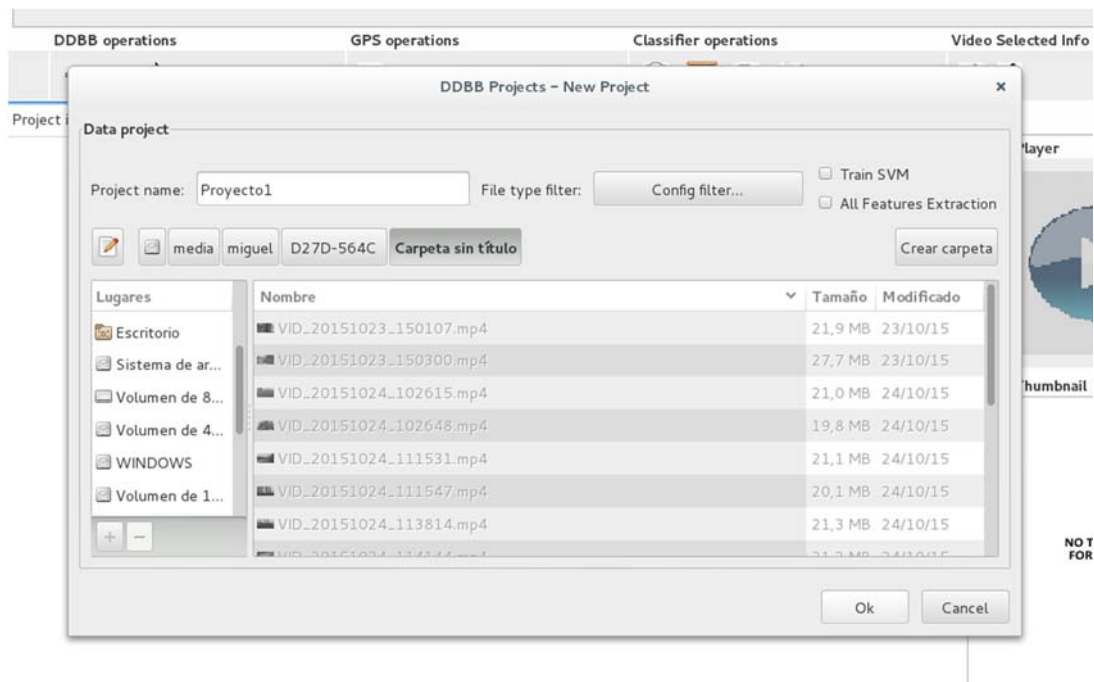 DDBB operations GPS operations Classifier operations Video Selected Info
DDBB Projects - New Project
Project i
Data project
Player
Project name: Proyecto1 File type filter: Config filter... Train SVM
All Features Extraction
media miguel D27D-564C Carpeta sin título Crear carpeta
Lugares Nombre Tamaño Modificado
Escritorio VID_20151023_150107.mp4 21,9 MB 23/10/15
Sistema de ar... VID_20151023_150300.mp4 27,7 MB 23/10/15
Volumen de 8... VID_20151024_102615.mp4 21,0 MB 24/10/15
humbnail
Volumen de 4... VID_20151024_102648.mp4 19,8 MB 24/10/15
WINDOWS VID_20151024_111531.mp4 21,1 MB 24/10/15
Volumen de 1... VID_20151024_111547.mp4 20,1 MB 24/10/15
+ - VID_20151024_113814.mp4 21,3 MB 24/10/15
NO T
FOR
Ok Cancel